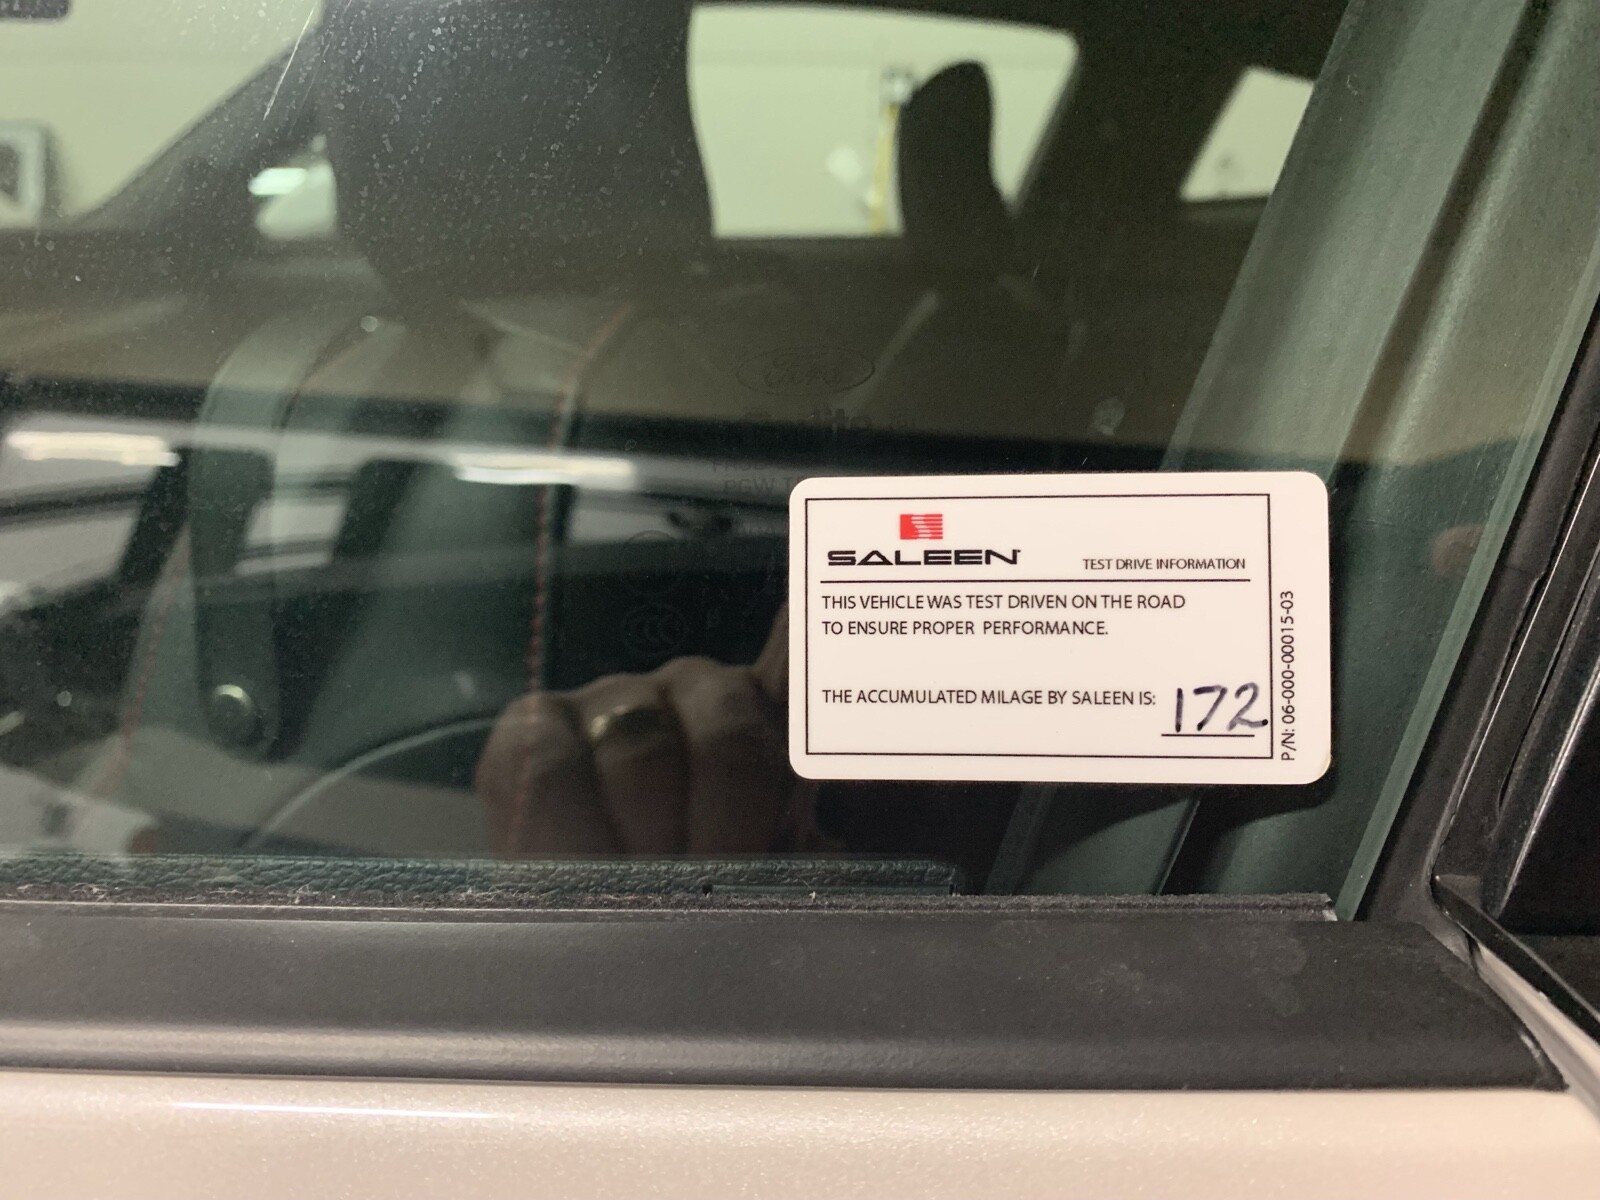 Ford
SALEEN
TEST DRIVE INFORMATION
THIS VEHICLE WAS TEST DRIVEN ON THE ROAD
TO ENSURE PROPER PERFORMANCE.
THE ACCUMULATED MILAGE BY SALEEN IS: 172
P/N: 06-000-00015-03